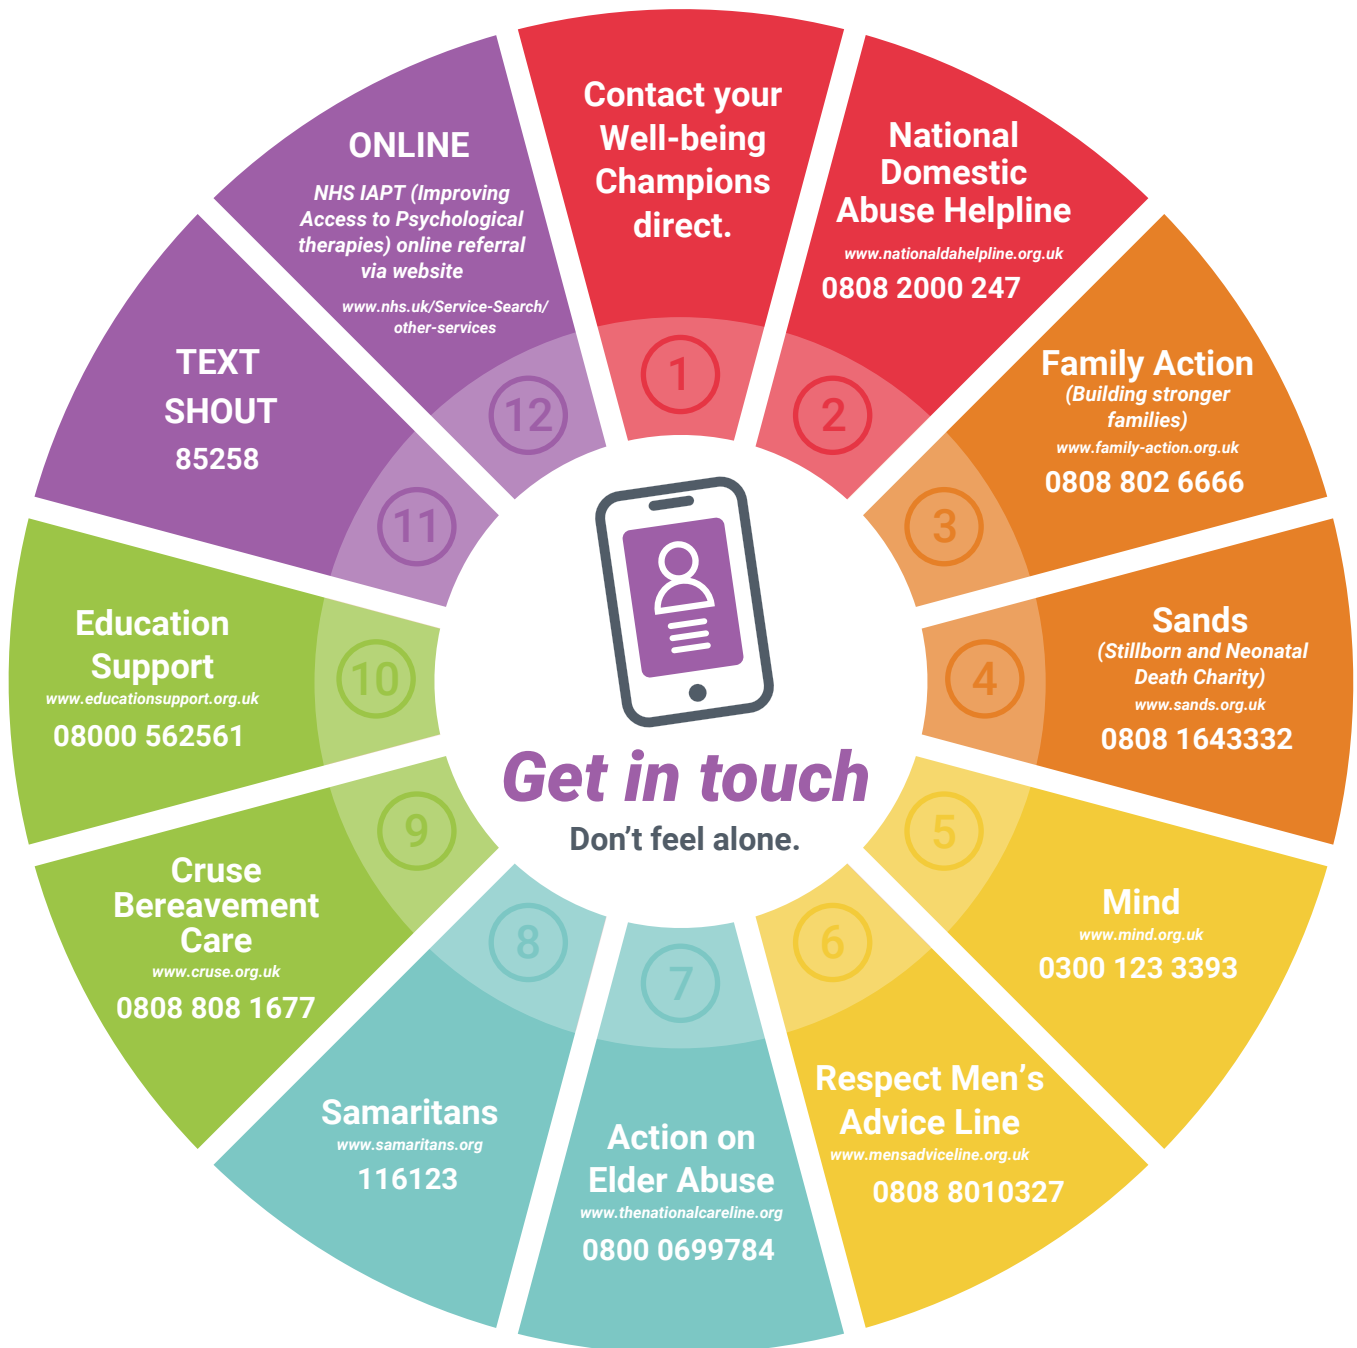 Contact your
Well-being
Champions
direct.
1
National
Domestic
Abuse Helpline
www.nationaldahelpline.org.uk
0808 2000 247
2
Family Action
(Building stronger
families)
www.family-action.org.uk
0808 802 6666
3
Sands
(Stillborn and Neonatal
Death Charity)
www.sands.org.uk
0808 1643332
4
Mind
www.mind.org.uk
0300 123 3393
5
Respect Men’s
Advice Line
www.mensadviceline.org.uk
0808 8010327
6
Action on
Elder Abuse
www.thenationalcareline.org
0800 0699784
7
Samaritans
www.samaritans.org
116123
8
Cruse
Bereavement
Care
www.cruse.org.uk
0808 808 1677
9
Education
Support
www.educationsupport.org.uk
08000 562561
10
TEXT
SHOUT
85258
11
ONLINE
NHS IAPT (Improving
Access to Psychological
therapies) online referral
via website
www.nhs.uk/Service-Search/
other-services
12
Get in touch
Don’t feel alone.